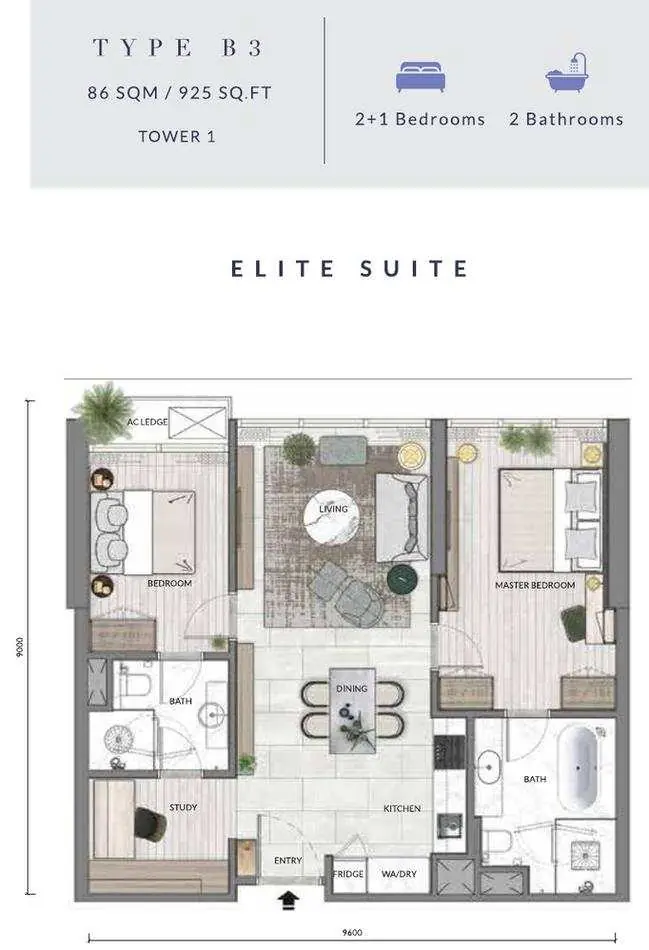 TYPE B3
86 SQM / 925 SQ.FT
TOWER 1
2+1 Bedrooms
2 Bathrooms
ELITE SUITE
AC LEDGE
LIVING
BEDROOM
MASTER BEDROOM
9000
DINING
BATH
BATH
STUDY
KITCHEN
ENTRY
FRIDGE
WA/DRY
9600